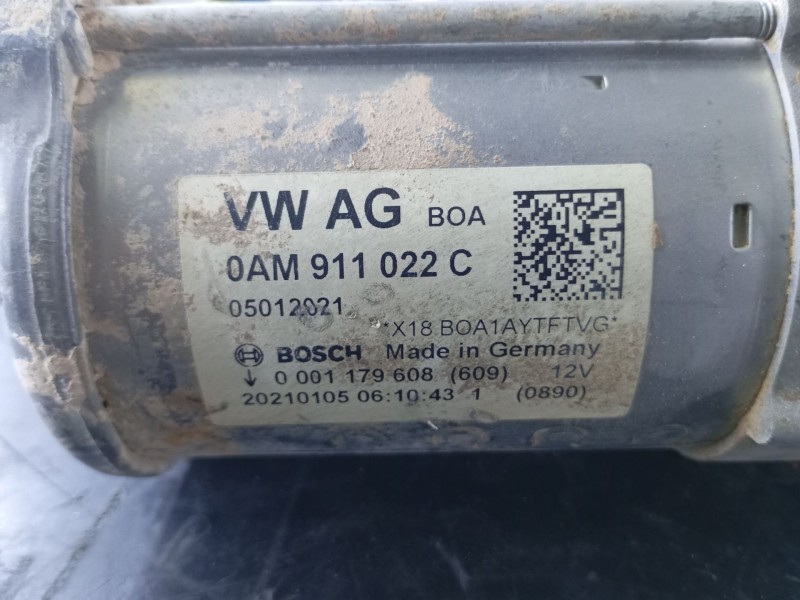 VW AG BOA
0AM 911 022 C
05012021
*X18 BOA1AYTFTVG*
BOSCH Made in Germany
↓ 0 001 179 608 (609) 12V
20210105 06:10:43 1 (0890)